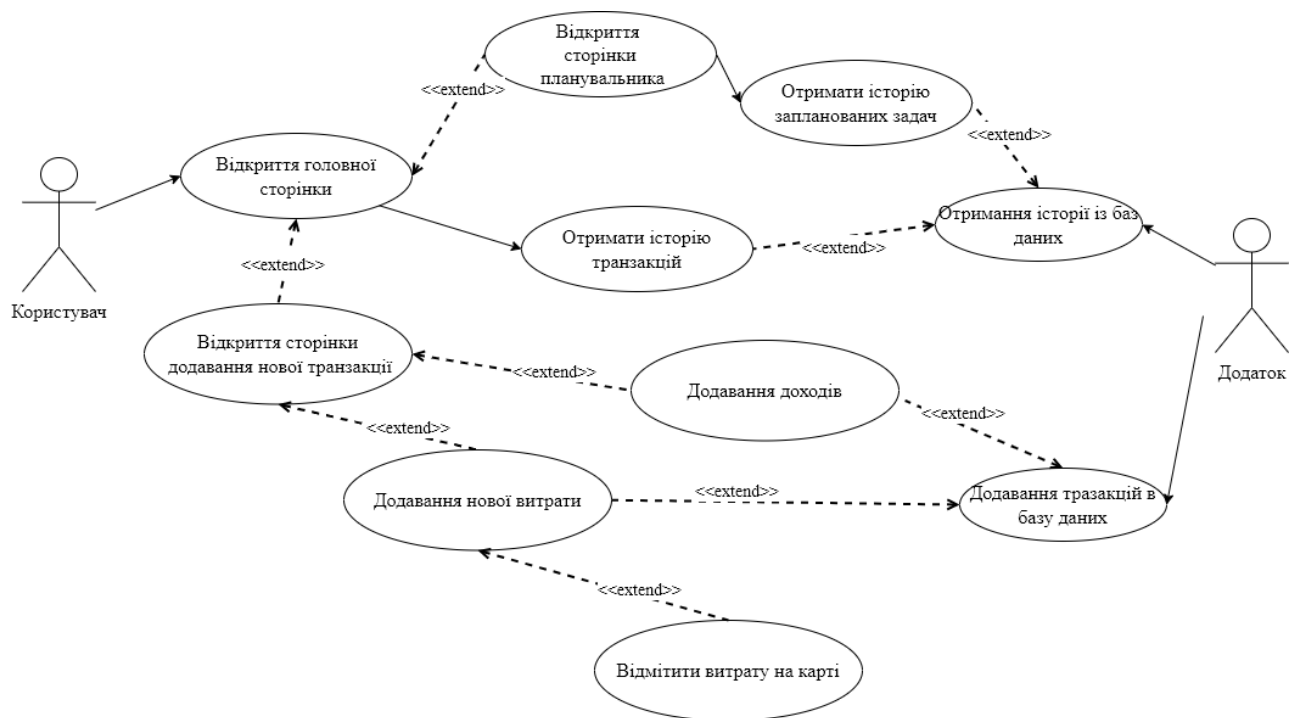 Відкриття
сторінки
планувальника
<<extend>>
Отримати історію
запланованих задач
<<extend>>
Відкриття головної
сторінки
Отримання історії із баз
даних
Отримати історію
транзакцій
<<extend>>
<<extend>>
Користувач
Відкриття сторінки
додавання нової транзакції
<<extend>>
Додавання доходів
Додаток
<<extend>>
<<extend>>
Додавання нової витрати
<<extend>>
Додавання тразакцій в
базу даних
<<extend>>
Відмітити витрату на карті